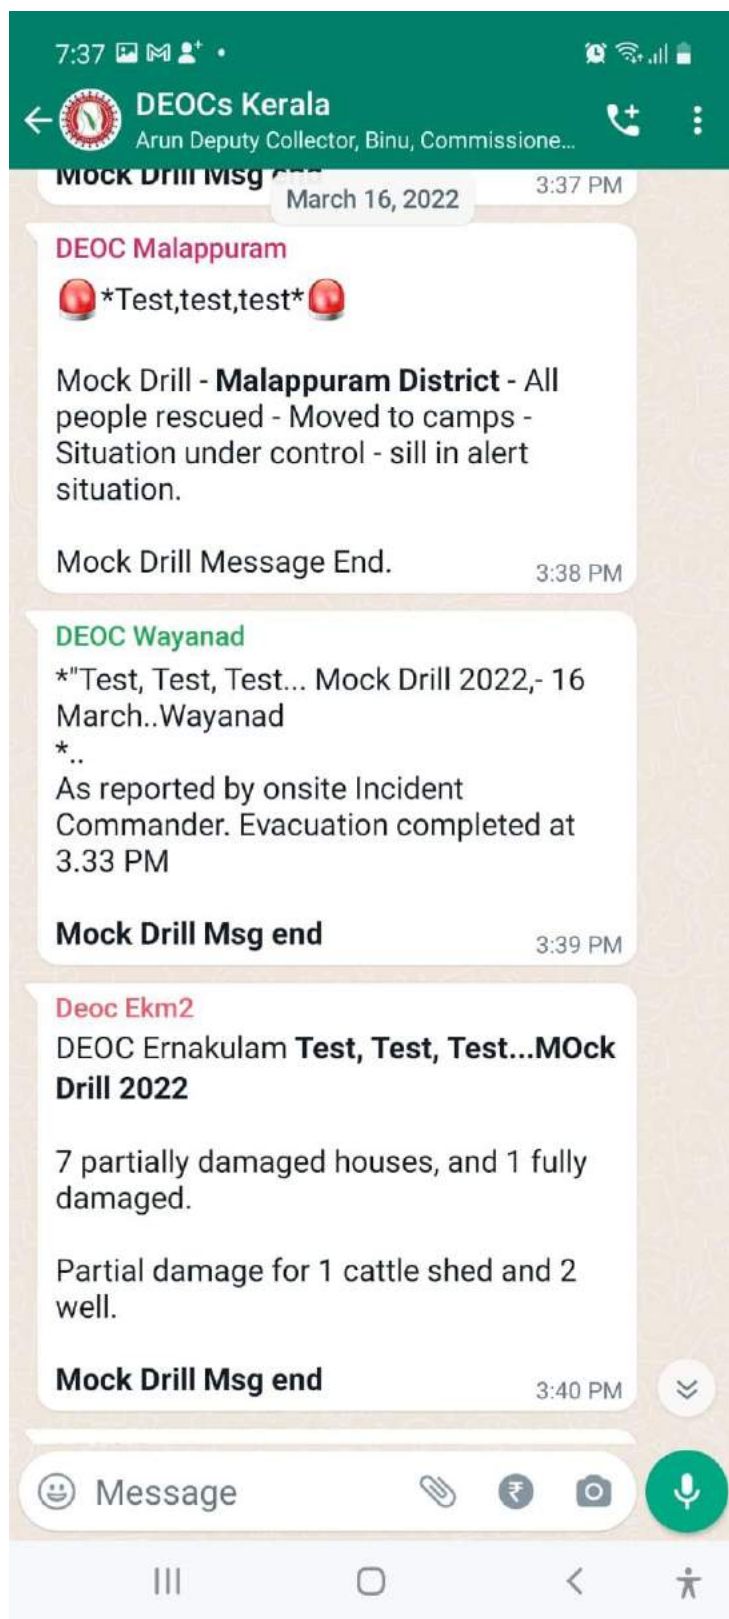 7:37
DEOCs Kerala
Arun Deputy Collector, Binu, Commissione...
Mock Drill Msg end
3:37 PM
March 16, 2022
DEOC Malappuram
*Test,test,test*
Mock Drill - Malappuram District - All
people rescued - Moved to camps -
Situation under control - sill in alert
situation.
Mock Drill Message End.
3:38 PM
DEOC Wayanad
*"Test, Test, Test... Mock Drill 2022,- 16
March..Wayanad
*..
As reported by onsite Incident
Commander. Evacuation completed at
3.33 PM
Mock Drill Msg end
3:39 PM
Deoc Ekm2
DEOC Ernakulam Test, Test, Test...MOck
Drill 2022
7 partially damaged houses, and 1 fully
damaged.
Partial damage for 1 cattle shed and 2
well.
Mock Drill Msg end
3:40 PM
Message